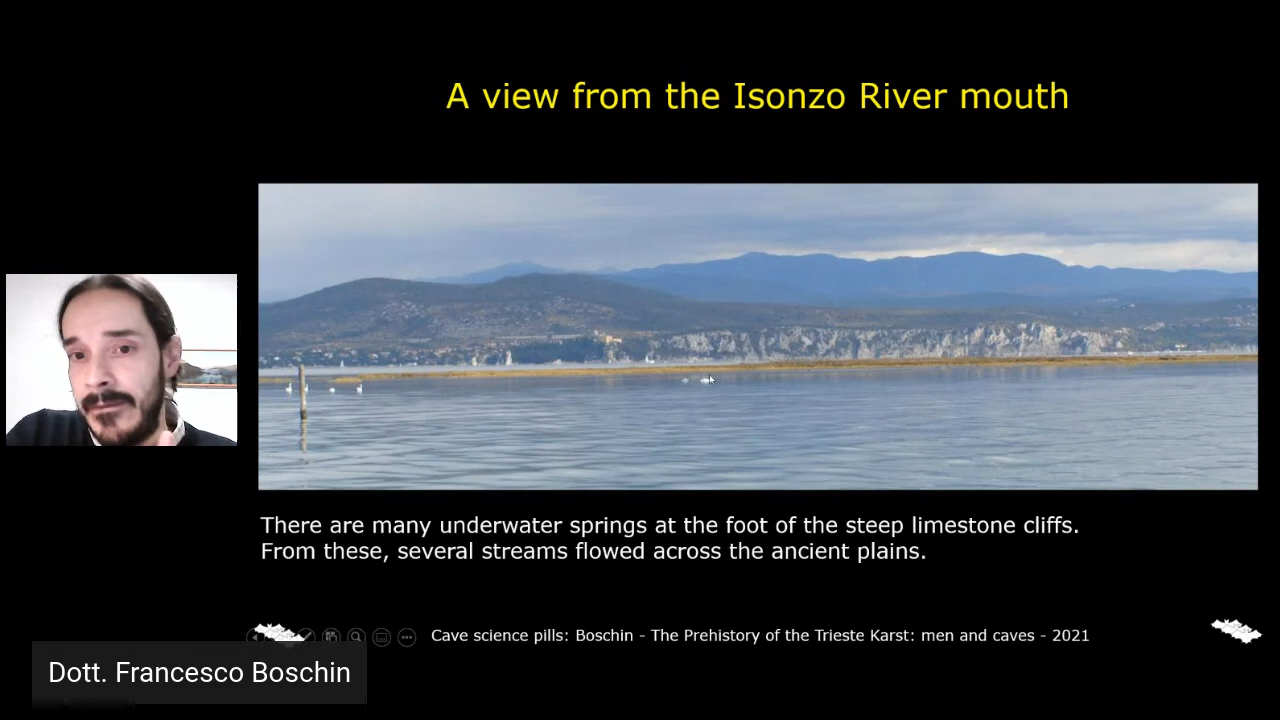 A view from the Isonzo River mouth
There are many underwater springs at the foot of the steep limestone cliffs.
From these, several streams flowed across the ancient plains.
Cave science pills: Boschin - The Prehistory of the Trieste Karst: men and caves - 2021
Dott. Francesco Boschin